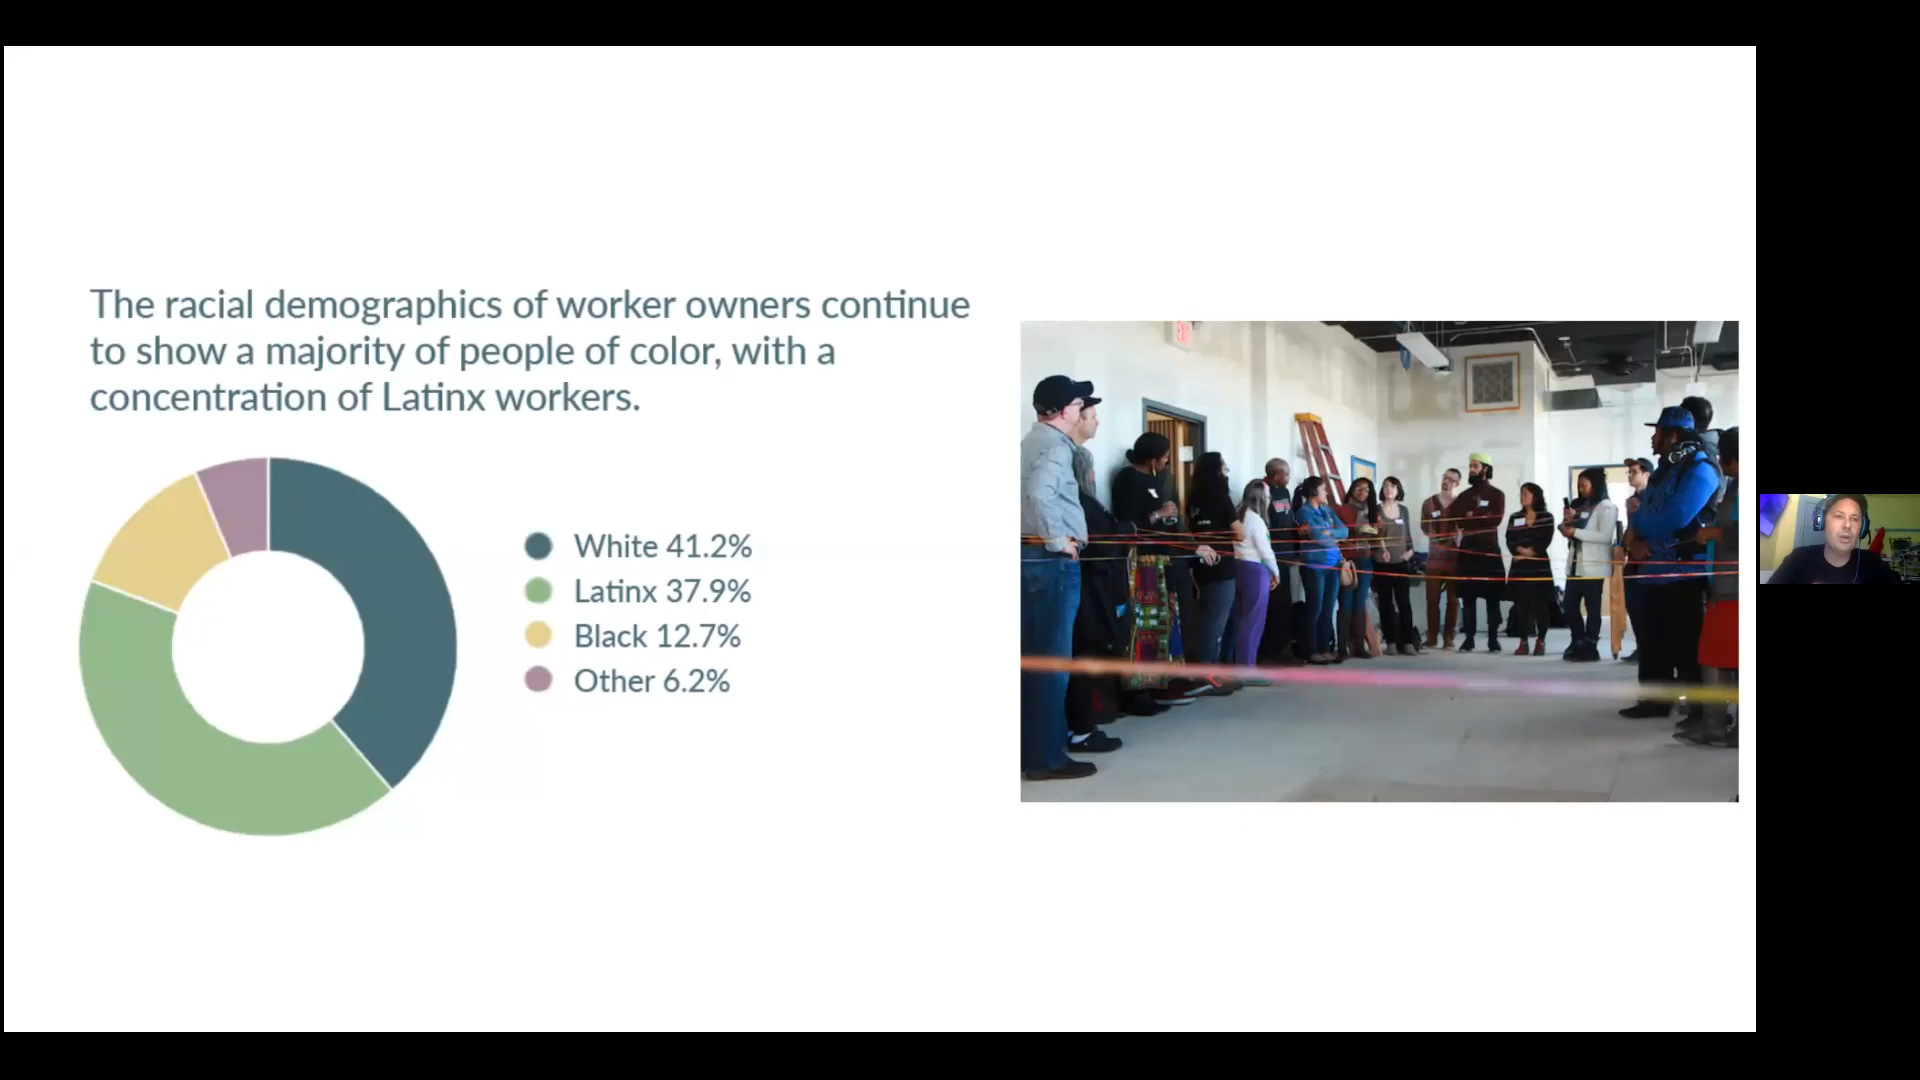 The racial demographics of worker owners continue
to show a majority of people of color, with a
concentration of Latinx workers.
White 41.2%
Latinx 37.9%
Black 12.7%
Other 6.2%
EXIT